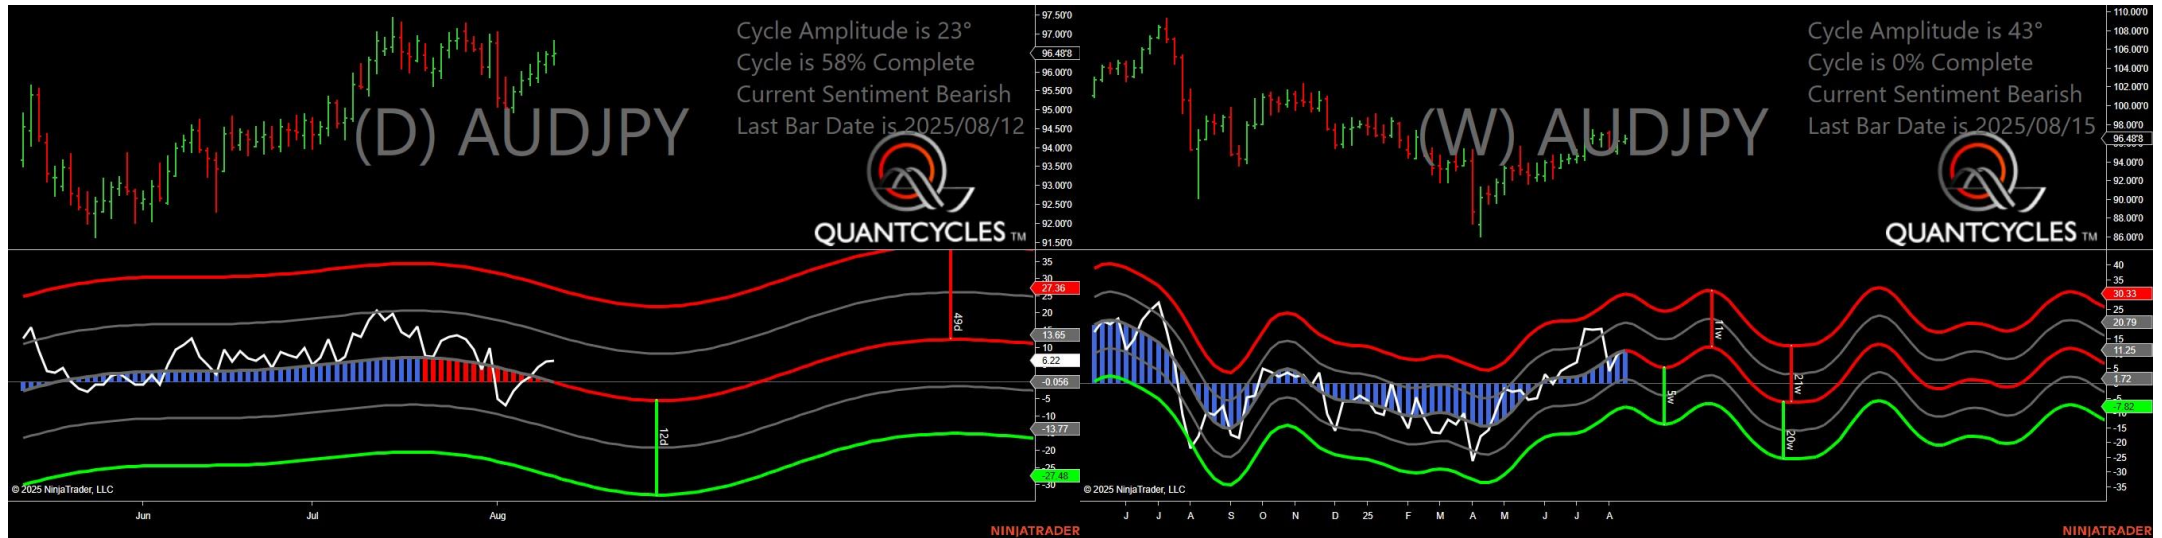 Cycle Amplitude is 23°
Cycle is 58% Complete
Current Sentiment Bearish
Last Bar Date is 2025/08/12
(D) AUDJPY
QUANTCYCLES TM
97.50'0
97.00'0
96.48'8
96.00'0
95.50'0
95.00'0
94.50'0
94.00'0
93.50'0
93.00'0
92.50'0
92.00'0
91.50'0
35
30
27.36
25
20
13.65
10
6.22
-0.056
-5
-10
-13.77
-20
-25
-27.48
-30
49d
12d
© 2025 NinjaTrader, LLC
Jun Jul Aug
NINJATRADER
Cycle Amplitude is 43°
Cycle is 0% Complete
Current Sentiment Bearish
Last Bar Date is 2025/08/15
(W) AUDJPY
QUANTCYCLES TM
110.00'0
108.00'0
106.00'0
104.00'0
102.00'0
100.00'0
98.00'0
96.48'8
94.00'0
92.00'0
90.00'0
88.00'0
86.00'0
40
35
30.33
25
20.79
15
11.25
5
1.72
-7.82
-15
-20
-25
-35
11w
5w
21w
20w
© 2025 NinjaTrader, LLC
J J A S O N D 25 F M A M J J A
NINJATRADER